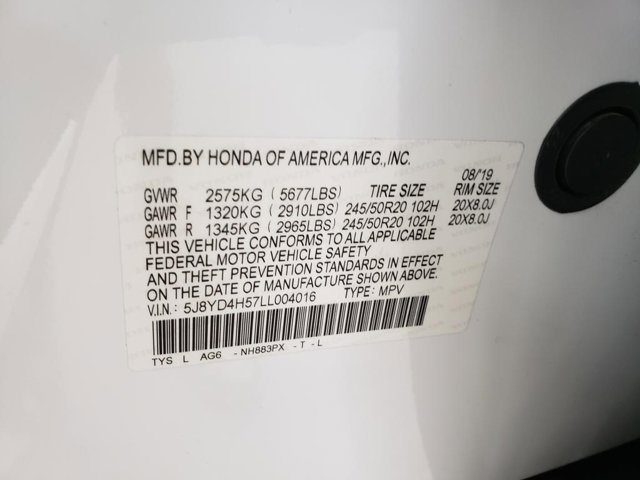 MFD.BY HONDA OF AMERICA MFG.,INC.
08/'19
GVWR 2575KG (5677LBS) TIRE SIZE RIM SIZE
GAWR F 1320KG (2910LBS) 245/50R20 102H 20X8.0J
GAWR R 1345KG (2965LBS) 245/50R20 102H 20X8.0J
THIS VEHICLE CONFORMS TO ALL APPLICABLE
FEDERAL MOTOR VEHICLE SAFETY
AND THEFT PREVENTION STANDARDS IN EFFECT
ON THE DATE OF MANUFACTURE SHOWN ABOVE.
V.I.N.: 5J8YD4H57LL004016 TYPE: MPV
TYS L AG6 - NH883PX - T - L